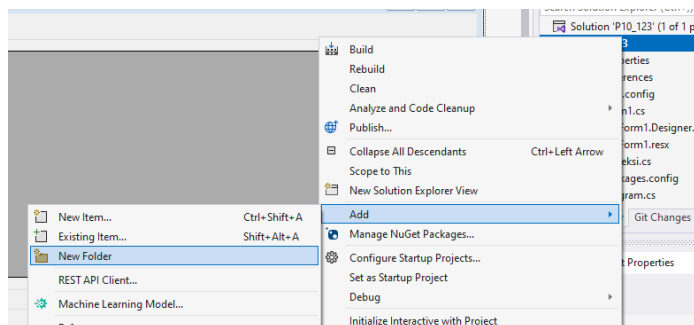 Solution 'P10_123' (1 of 1 p
3
Build
Rebuild
Clean
Analyze and Code Cleanup
Publish...
Collapse All Descendants Ctrl+Left Arrow
Scope to This
New Solution Explorer View
Add
Manage NuGet Packages...
Configure Startup Projects...
Set as Startup Project
Debug
Initialize Interactive with Project
New Item... Ctrl+Shift+A
Existing Item... Shift+Alt+A
New Folder
REST API Client...
Machine Learning Model...
perties
erences
.config
m1.cs
orm1.Designer.
orm1.resx
eksi.cs
kages.config
gram.cs
Git Changes
t Properties